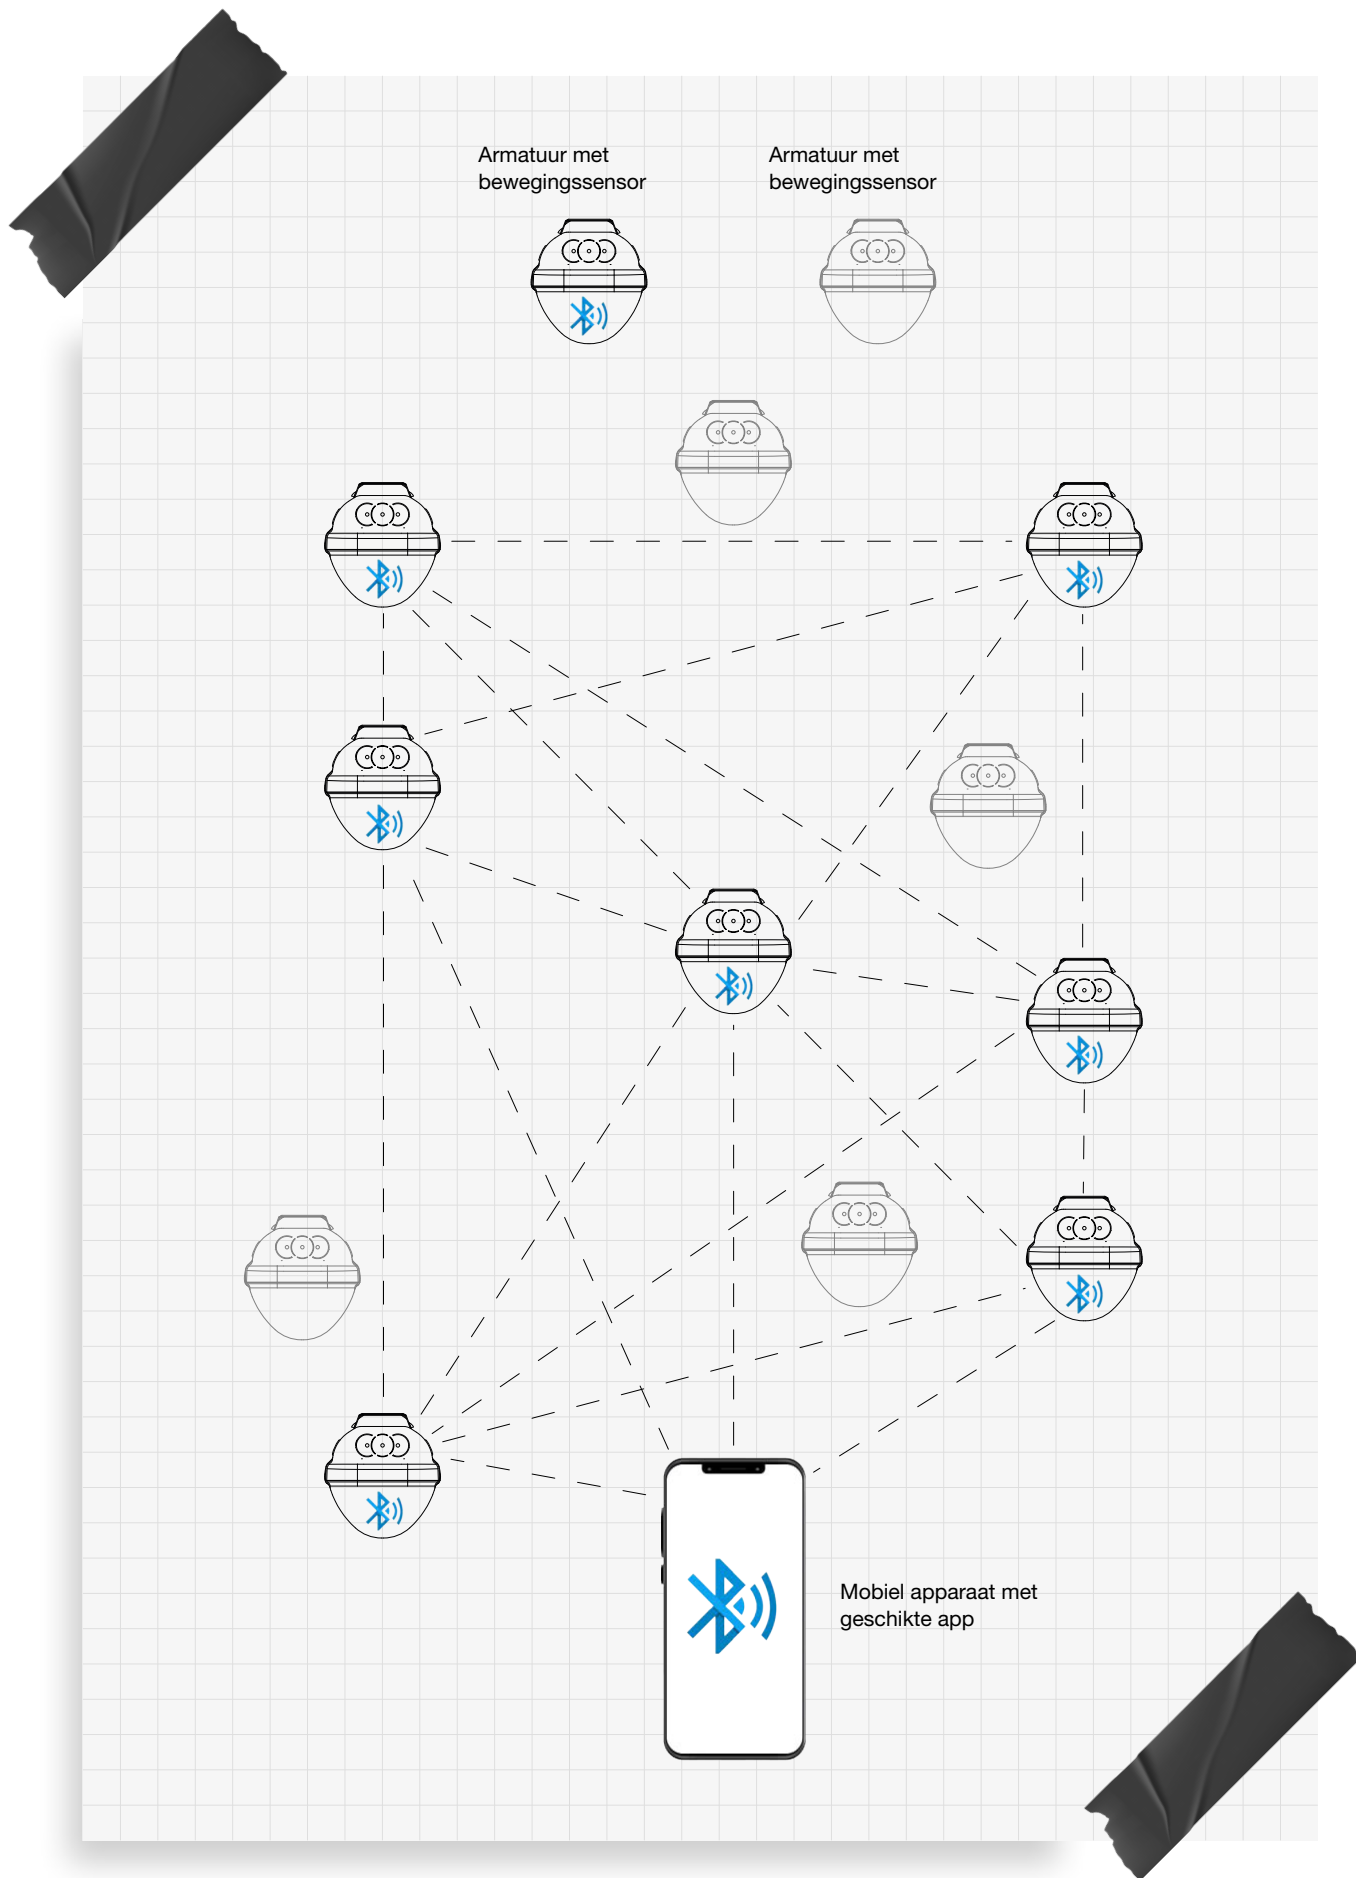 Armatuur met
bewegingssensor
Armatuur met
bewegingssensor
Mobiel apparaat met
geschikte app